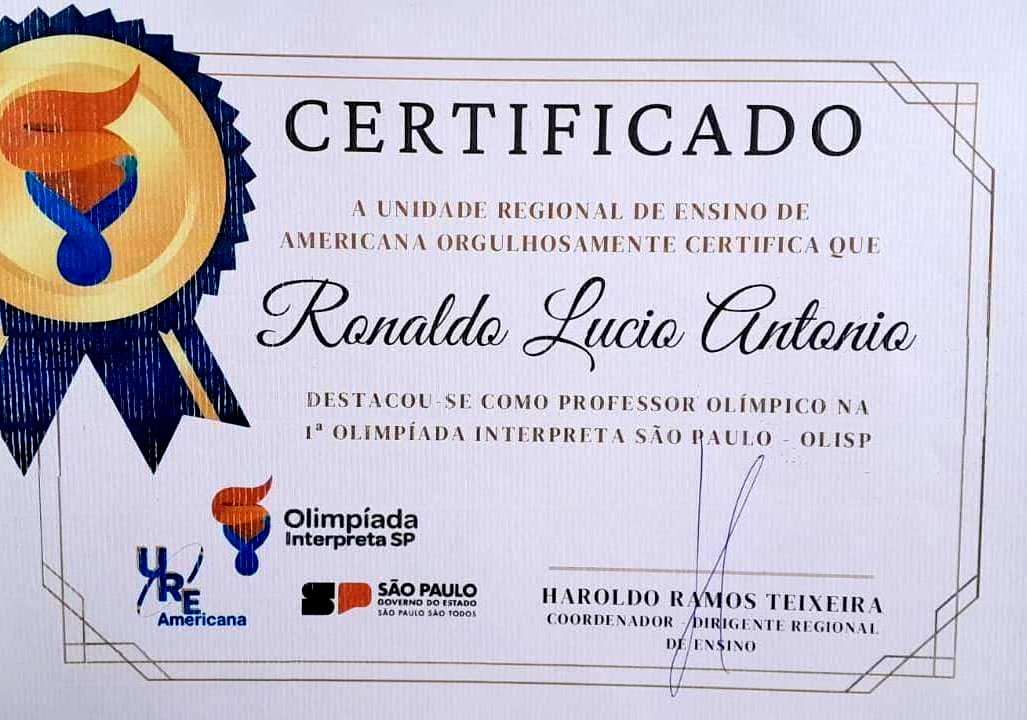 CERTIFICADO
A UNIDADE REGIONAL DE ENSINO DE
AMERICANA ORGULHOSAMENTE CERTIFICA QUE
Ronaldo Lucio Antonio
DESTACOU-SE COMO PROFESSOR OLÍMPICO NA
1ª OLIMPÍADA INTERPRETA SÃO PAULO - OLISP
Olimpíada
Interpreta SP
URE
Americana
SP
SÃO PAULO
GOVERNO DO ESTADO
SÃO PAULO SÃO TODOS
HAROLDO RAMOS TEIXEIRA
COORDENADOR - DIRIGENTE REGIONAL
DE ENSINO